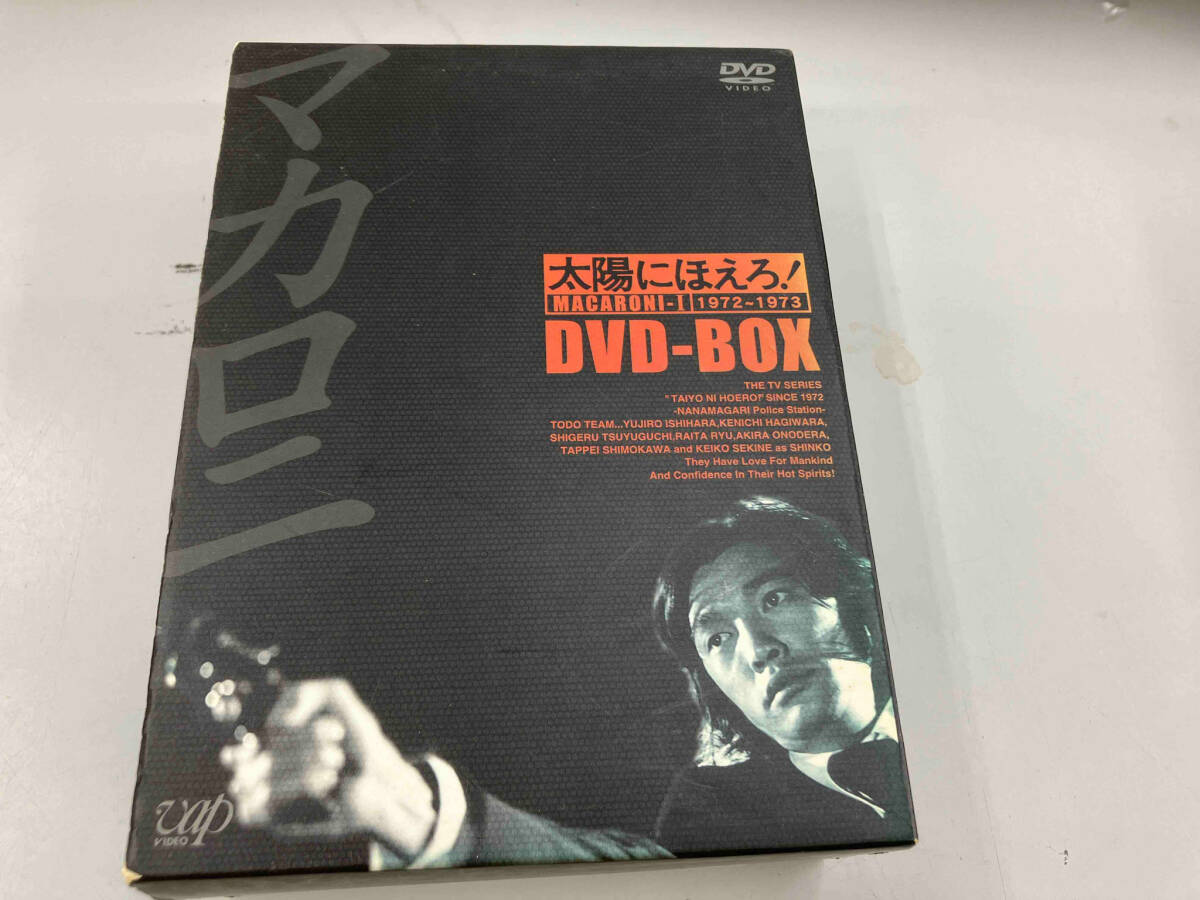 マカロニ
DVD
VIDEO
太陽にほえろ!
MACARONI-I 1972~1973
DVD-BOX
THE TV SERIES
"TAIYO NI HOERO!" SINCE 1972
-NANAMAGARI Police Station-
TODO TEAM...YUJIRO ISHIHARA,KENICHI HAGIWARA,
SHIGERU TSUYUGUCHI,RAITA RYU,AKIRA ONODERA,
TAPPEI SHIMOKAWA and KEIKO SEKINE as SHINKO
They Have Love For Mankind
And Confidence In Their Hot Spirits!
vap
VIDEO